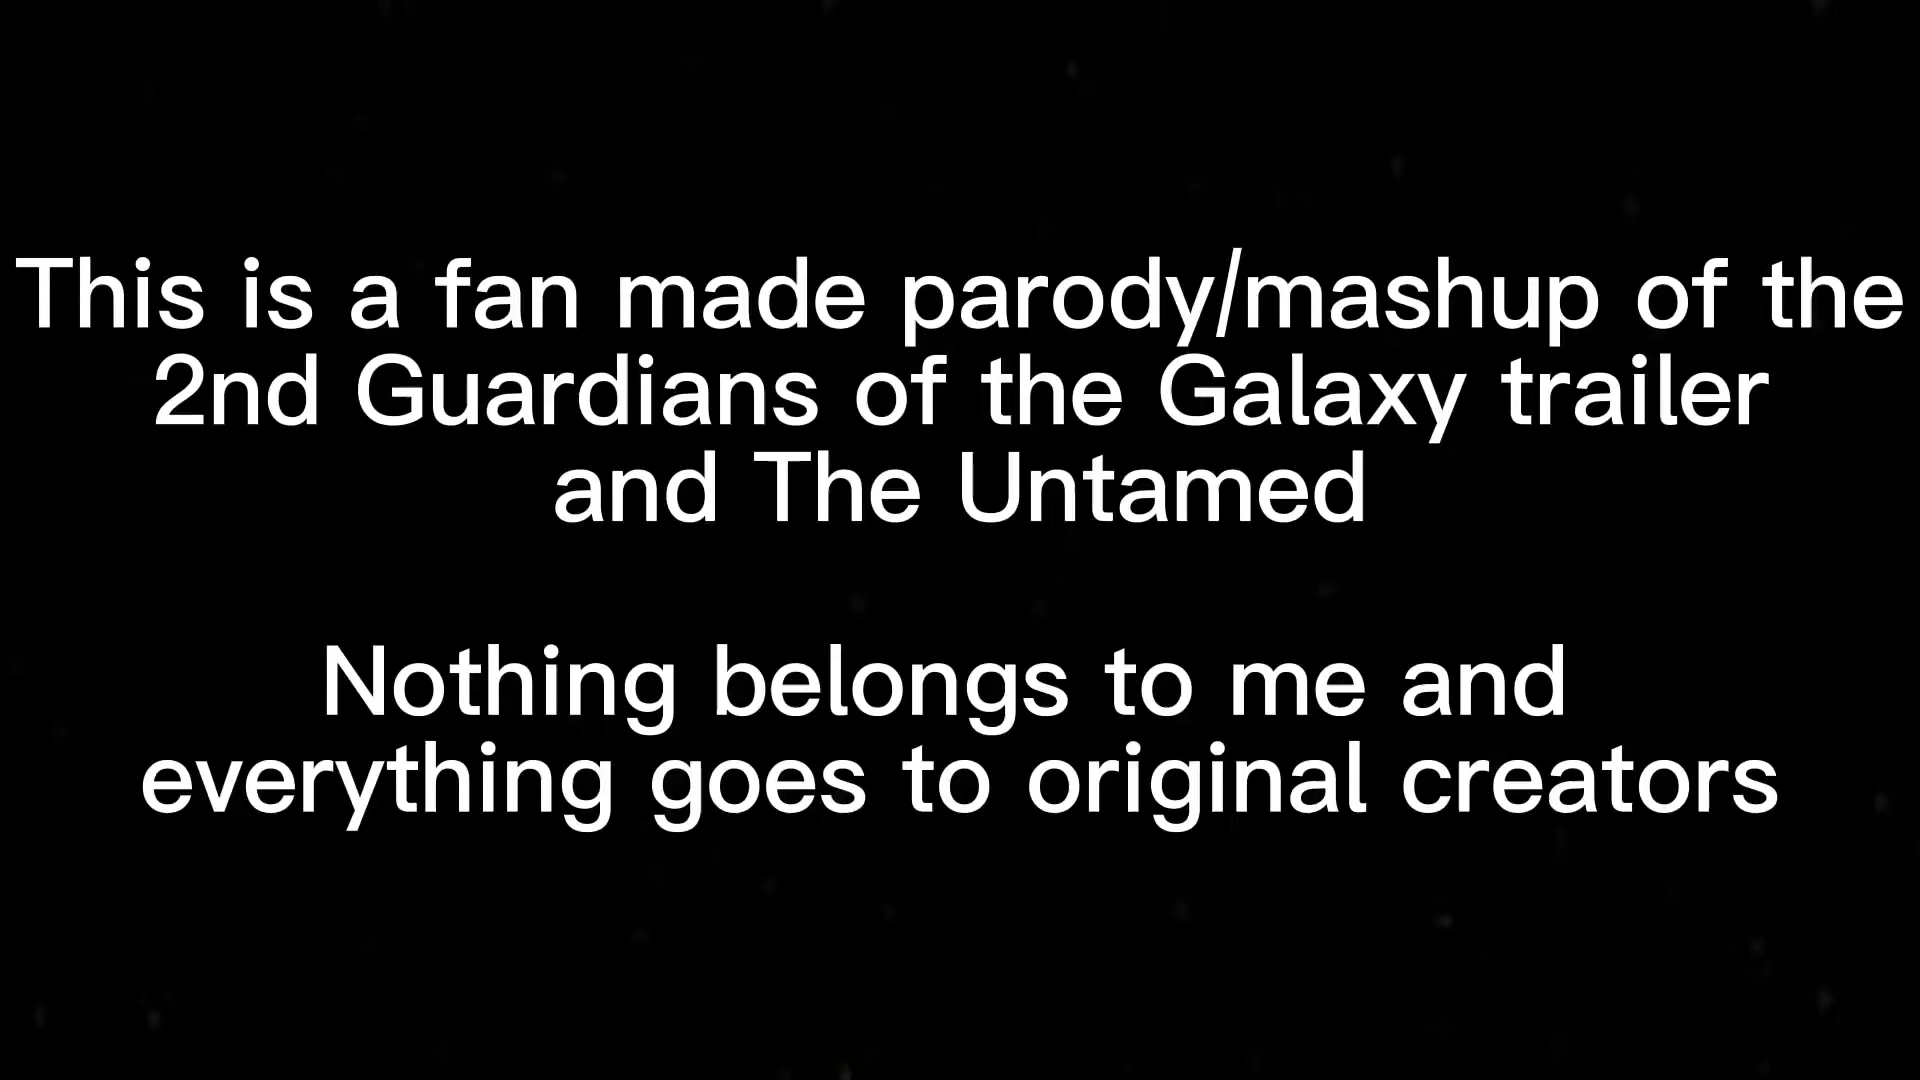 This is a fan made parody/mashup of the
2nd Guardians of the Galaxy trailer
and The Untamed
Nothing belongs to me and
everything goes to original creators